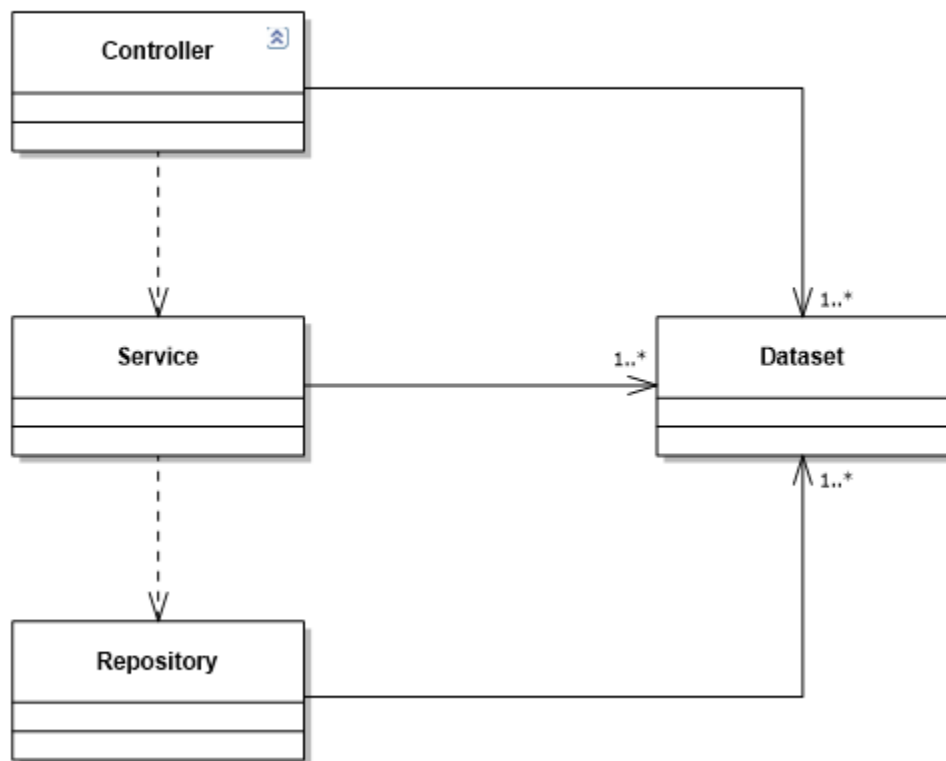 Controller
1..*
Service
1..*
Dataset
1..*
Repository